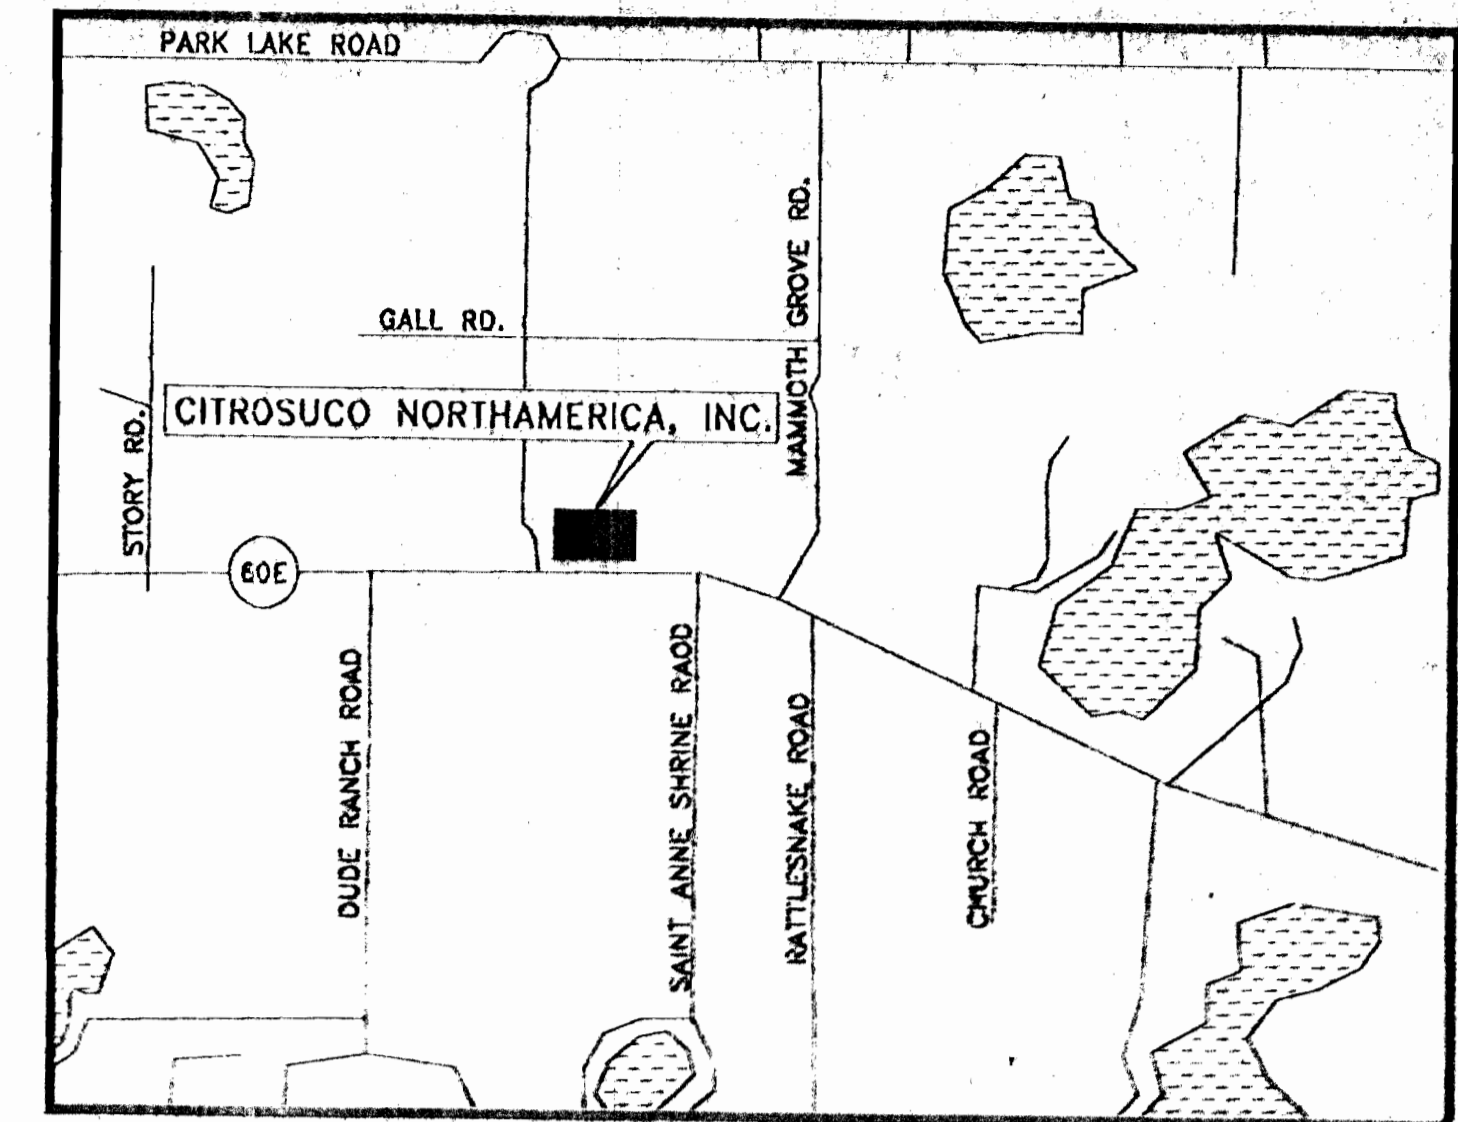 PARK LAKE ROAD
GALL RD.
MAMMOTH GROVE RD.
CITROSUCO NORTHAMERICA, INC.
STORY RD.
60E
DUDE RANCH ROAD
SAINT ANNE SHRINE RAOD
RATTLESNAKE ROAD
CHURCH ROAD